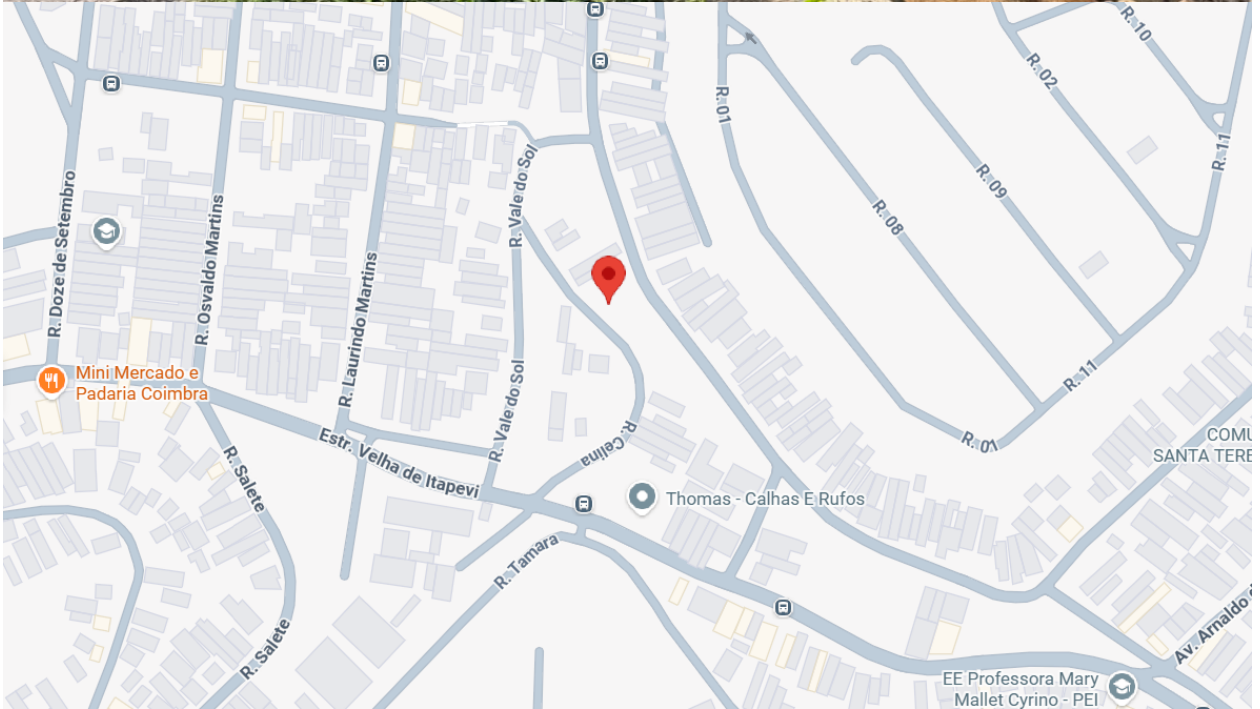 R. 10
R. 02
R. 01
R. 11
R. Vale do Sol
R. 09
R. Doze de Setembro
R. Osvaldo Martins
R. 08
R. Laurindo Martins
Mini Mercado e
Padaria Coimbra
R. Vale do Sol
R. 11
R. Celina
R. 01
Estr. Velha de Itapevi
COMU
SANTA TERE
R. Salete
Thomas - Calhas E Rufos
R. Tamara
Av. Arnaldo d
R. Salete
EE Professora Mary
Mallet Cyrino - PEI